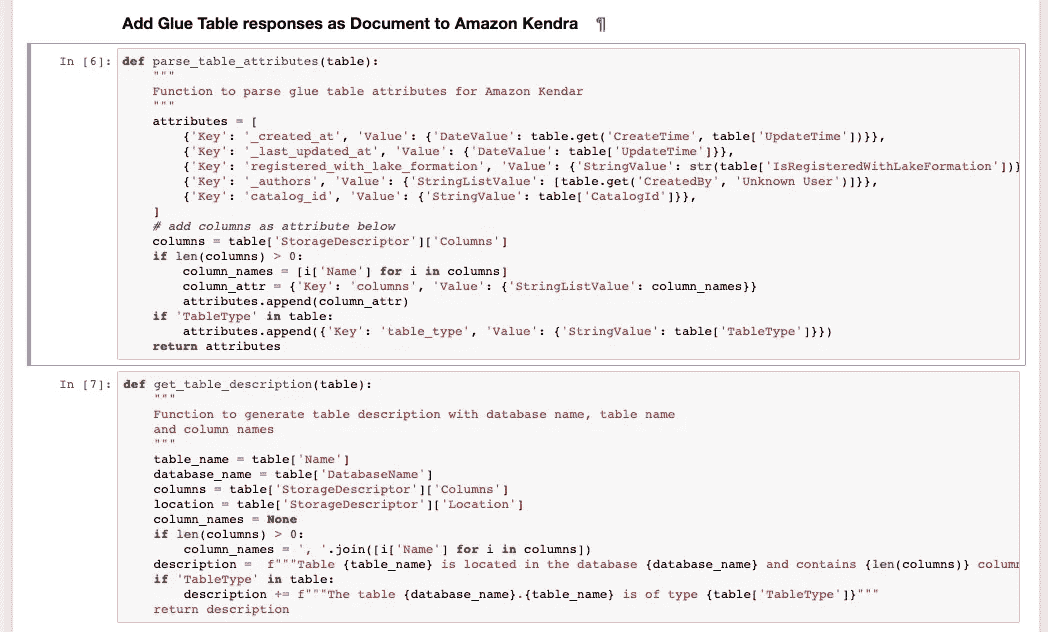 Add Glue Table responses as Document to Amazon Kendra ¶
In [6]: def parse_table_attributes(table):
"""
Function to parse glue table attributes for Amazon Kendar
"""
attributes = [
{'Key': '_created_at', 'Value': {'DateValue': table.get('CreateTime', table['UpdateTime'])}},
{'Key': '_last_updated_at', 'Value': {'DateValue': table['UpdateTime']}},
{'Key': 'registered_with_lake_formation', 'Value': {'StringValue': str(table['IsRegisteredWithLakeFormation'])}
{'Key': '_authors', 'Value': {'StringListValue': [table.get('CreatedBy', 'Unknown User')]}},
{'Key': 'catalog_id', 'Value': {'StringValue': table['CatalogId']}},
]
# add columns as attribute below
columns = table['StorageDescriptor']['Columns']
if len(columns) > 0:
column_names = [i['Name'] for i in columns]
column_attr = {'Key': 'columns', 'Value': {'StringListValue': column_names}}
attributes.append(column_attr)
if 'TableType' in table:
attributes.append({'Key': 'table_type', 'Value': {'StringValue': table['TableType']}})
return attributes
In [7]: def get_table_description(table):
"""
Function to generate table description with database name, table name
and column names
"""
table_name = table['Name']
database_name = table['DatabaseName']
columns = table['StorageDescriptor']['Columns']
location = table['StorageDescriptor']['Location']
column_names = None
if len(columns) > 0:
column_names = ', '.join([i['Name'] for i in columns])
description = f"""Table {table_name} is located in the database {database_name} and contains {len(columns)} colum
if 'TableType' in table:
description += f"""The table {database_name}.{table_name} is of type {table['TableType']}"""
return description